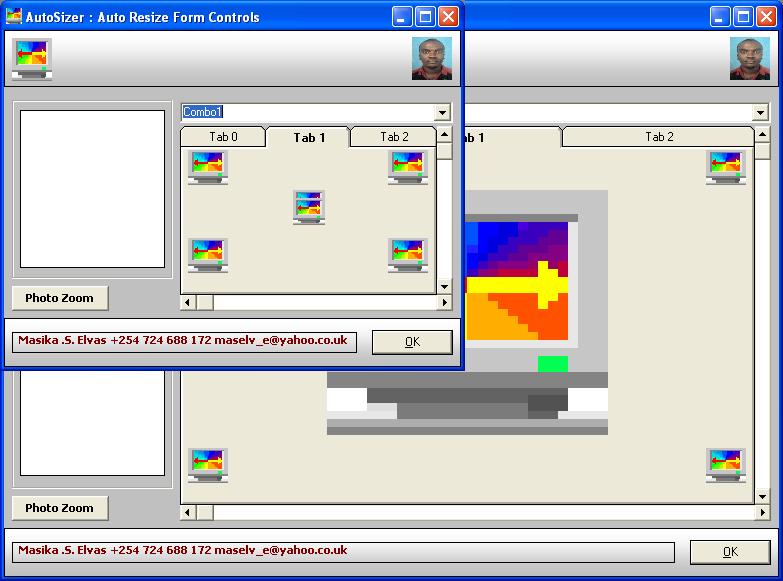 AutoSizer : Auto Resize Form Controls
Combo1
Tab 0 Tab 1 Tab 2
Photo Zoom
Masika .S. Elvas +254 724 688 172 maselv_e@yahoo.co.uk OK
b 1 Tab 2
Photo Zoom
Masika .S. Elvas +254 724 688 172 maselv_e@yahoo.co.uk OK